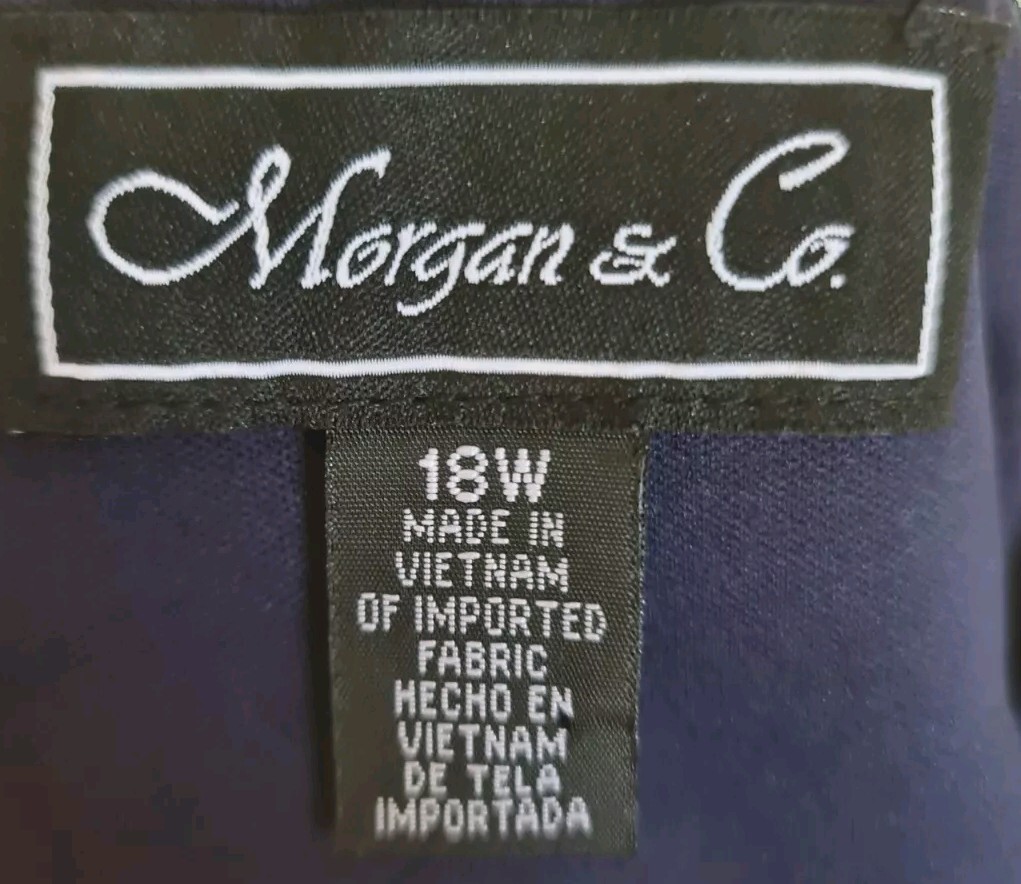 Morgan & Co.
18W
MADE IN
VIETNAM
OF IMPORTED
FABRIC
HECHO EN
VIETNAM
DE TELA
IMPORTADA